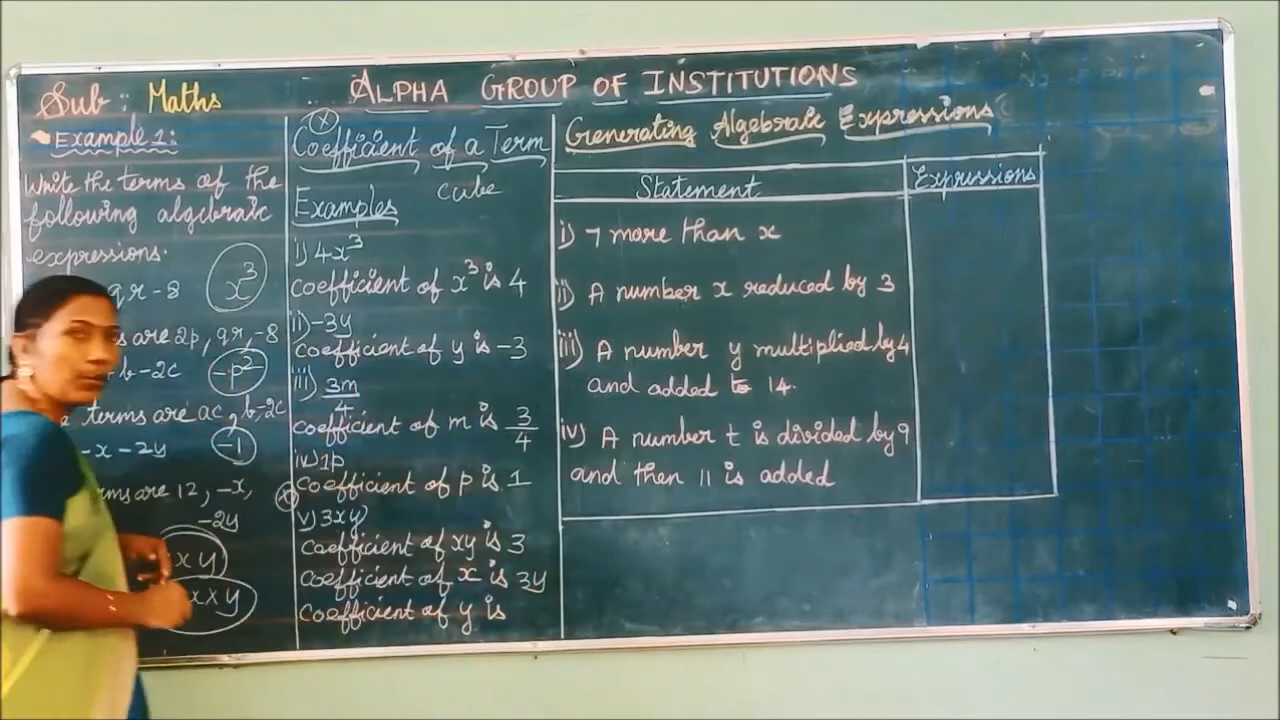 Sub : Maths
ALPHA GROUP OF INSTITUTIONS
Example 1:
Write the terms of the
following algebraic
expressions.
qr - 8
x³
are 2p, qr, -8
b - 2c
-p²-
terms are ac, b, -2c
-x - 2y
-1
are 12, -x,
-2y
xy
x × y
Coefficient of a Term
cube
Examples
i) 4x³
coefficient of x³ is 4
ii) -3y
coefficient of y is -3
iii) 3m/4
coefficient of m is 3/4
iv) 1p
coefficient of p is 1
v) 3xy
coefficient of xy is 3
coefficient of x is 3y
coefficient of y is
Generating Algebraic Expressions
Statement
Expressions
i) 7 more than x
ii) A number x reduced by 3
iii) A number y multiplied by 4
and added to 14.
iv) A number t is divided by 9
and then 11 is added